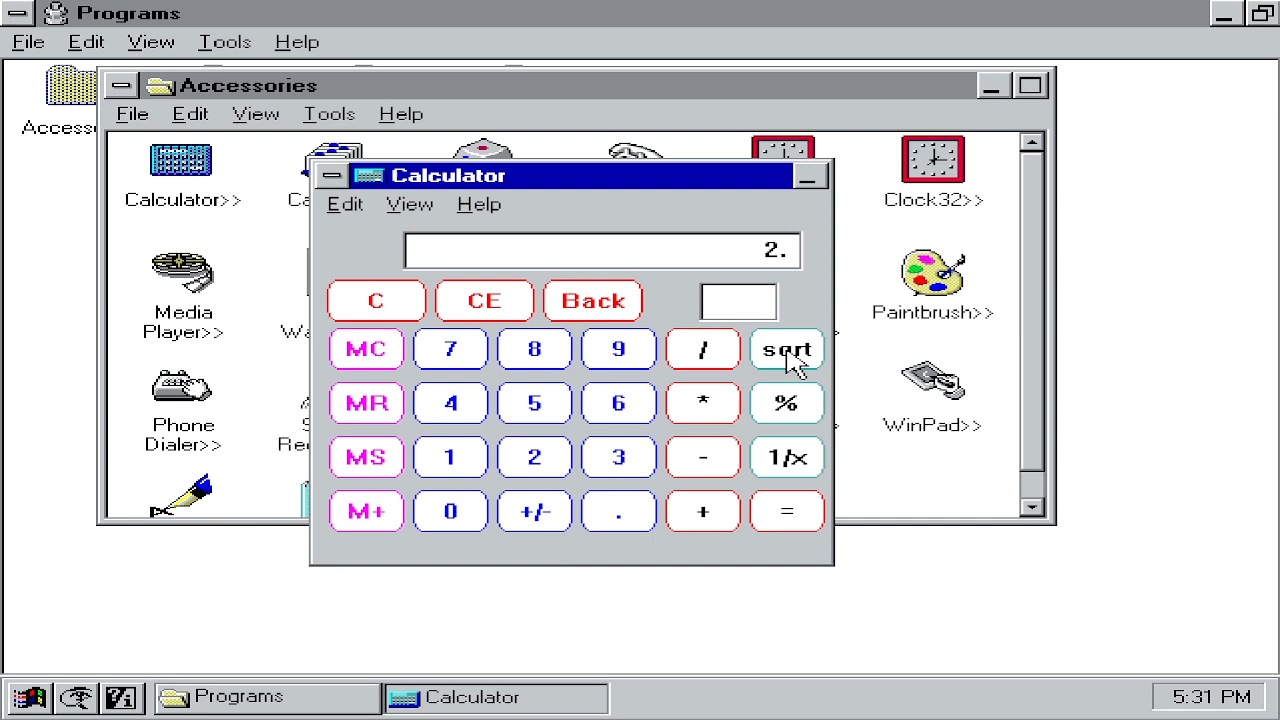 Programs
File Edit View Tools Help
Accessories
File Edit View Tools Help
Calculator>>
Clock32>>
Calculator
Edit View Help
2.
C CE Back
MC 7 8 9 / sqrt
MR 4 5 6 * %
MS 1 2 3 - 1/x
M+ 0 +/- . + =
Media
Player>>
Paintbrush>>
Phone
Dialer>>
WinPad>>
Programs
Calculator
5:31 PM